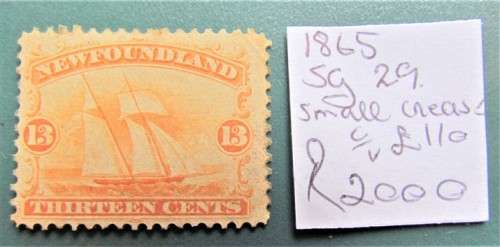 NEWFOUNDLAND
13 13
THIRTEEN CENTS
1865
SG 29.
small crease
c/v £110
R2000